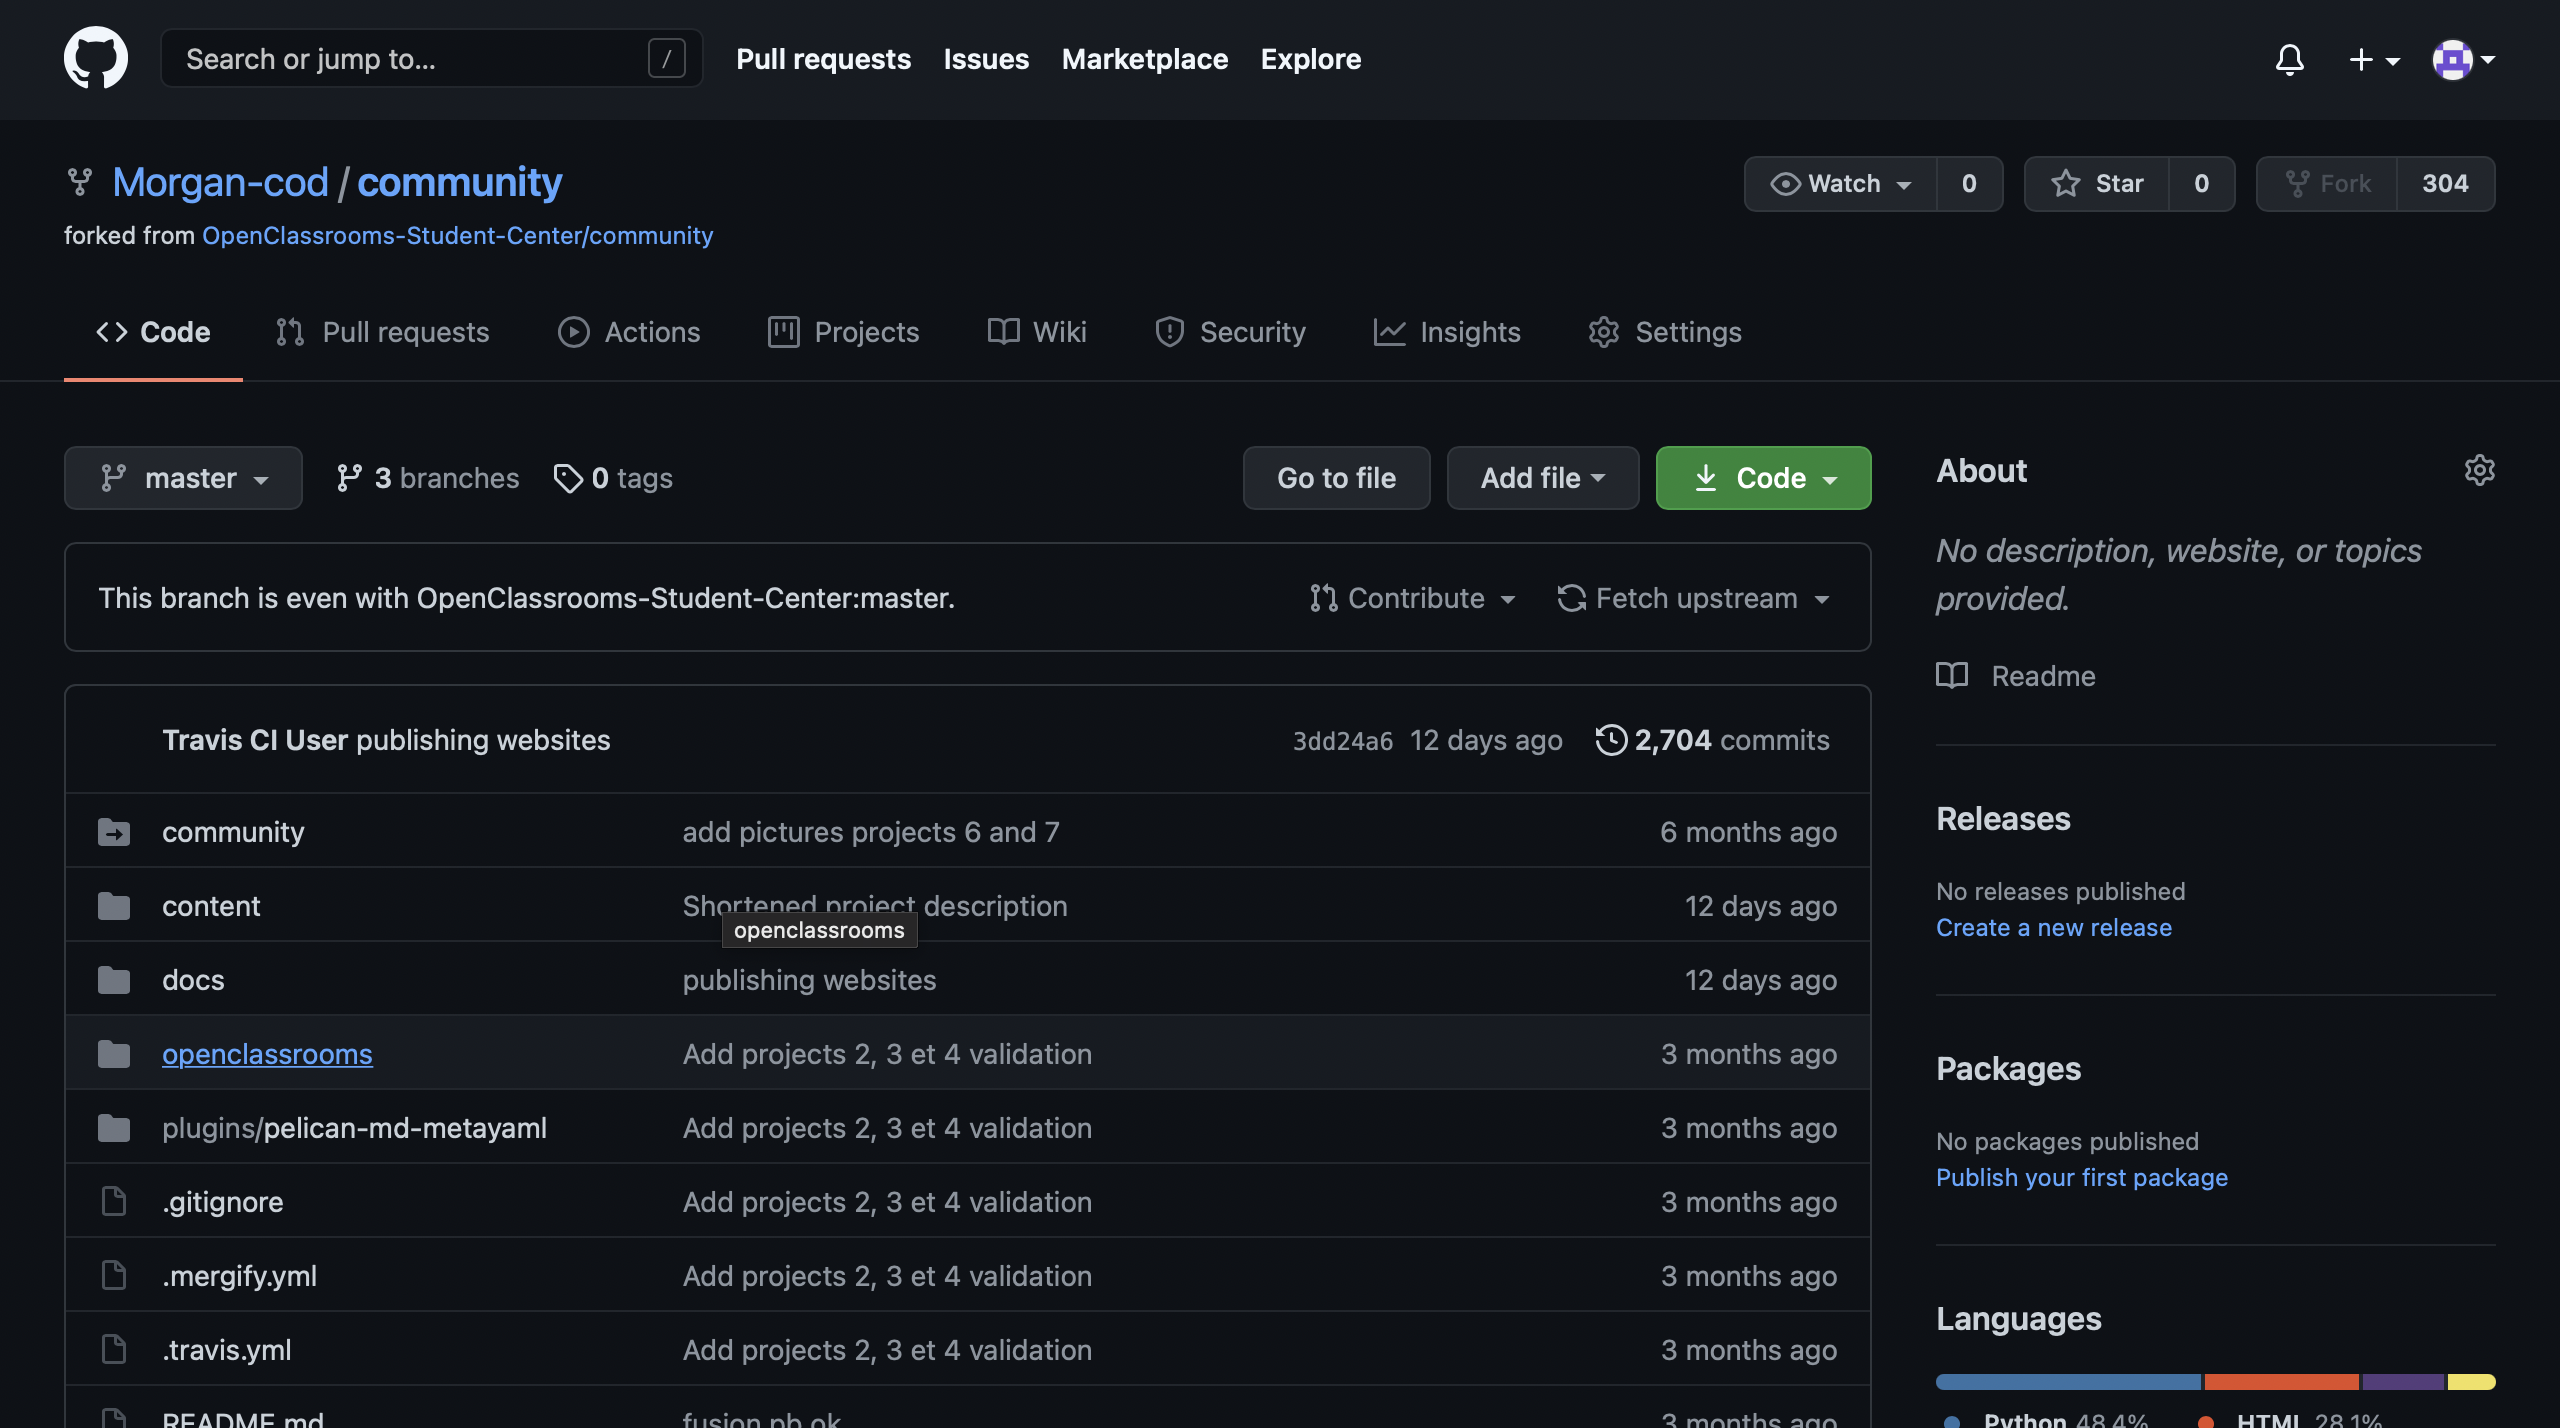 Search or jump to... /
Pull requests Issues Marketplace Explore
Morgan-cod / community
forked from OpenClassrooms-Student-Center/community
Watch 0 Star 0 Fork 304
Code Pull requests Actions Projects Wiki Security Insights Settings
master 3 branches 0 tags Go to file Add file Code
This branch is even with OpenClassrooms-Student-Center:master. Contribute Fetch upstream
Travis CI User publishing websites 3dd24a6 12 days ago 2,704 commits
community add pictures projects 6 and 7 6 months ago
content Shortened project description 12 days ago
openclassrooms
docs publishing websites 12 days ago
openclassrooms Add projects 2, 3 et 4 validation 3 months ago
plugins/pelican-md-metayaml Add projects 2, 3 et 4 validation 3 months ago
.gitignore Add projects 2, 3 et 4 validation 3 months ago
.mergify.yml Add projects 2, 3 et 4 validation 3 months ago
.travis.yml Add projects 2, 3 et 4 validation 3 months ago
README.md fusion pb ok 3 months ago
About
No description, website, or topics
provided.
Readme
Releases
No releases published
Create a new release
Packages
No packages published
Publish your first package
Languages
Python 48.4% HTML 28.1%